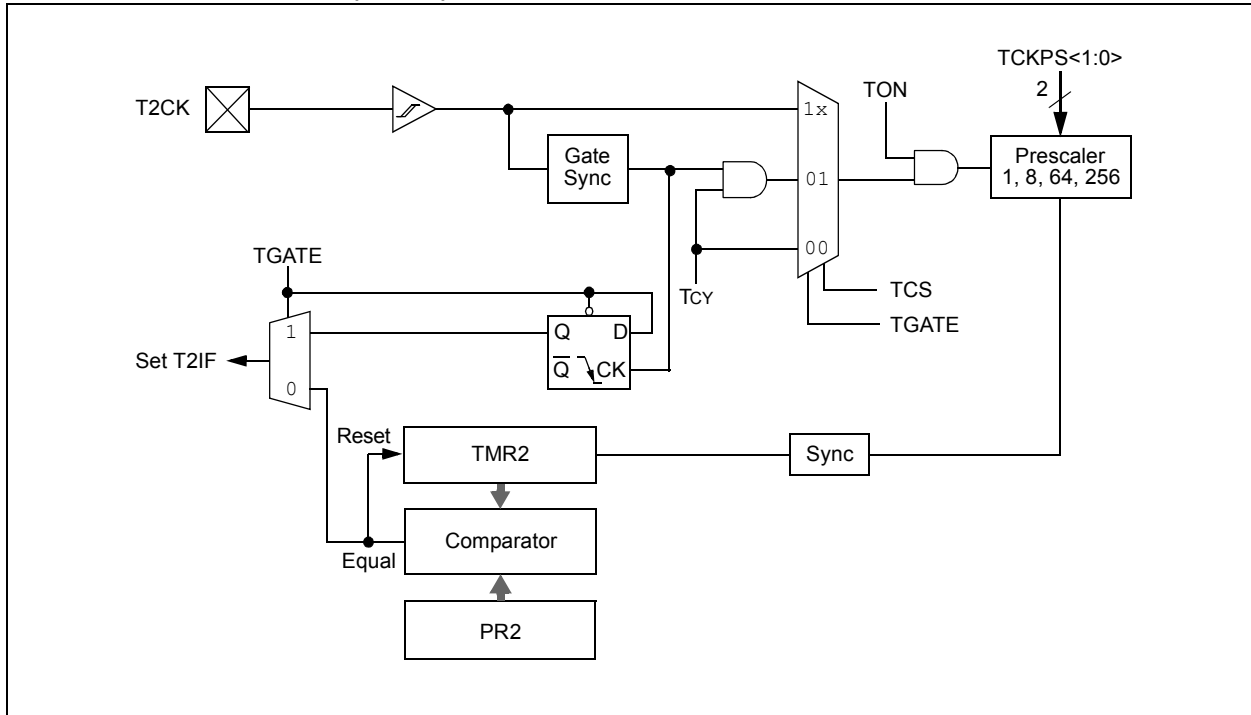 TCKPS<1:0>
2
T2CK
1x
TON
Gate
Sync
01
Prescaler
1, 8, 64, 256
00
TGATE
TCY
TCS
TGATE
1
Q
D
Set T2IF
Q
CK
0
Reset
TMR2
Sync
Comparator
Equal
PR2